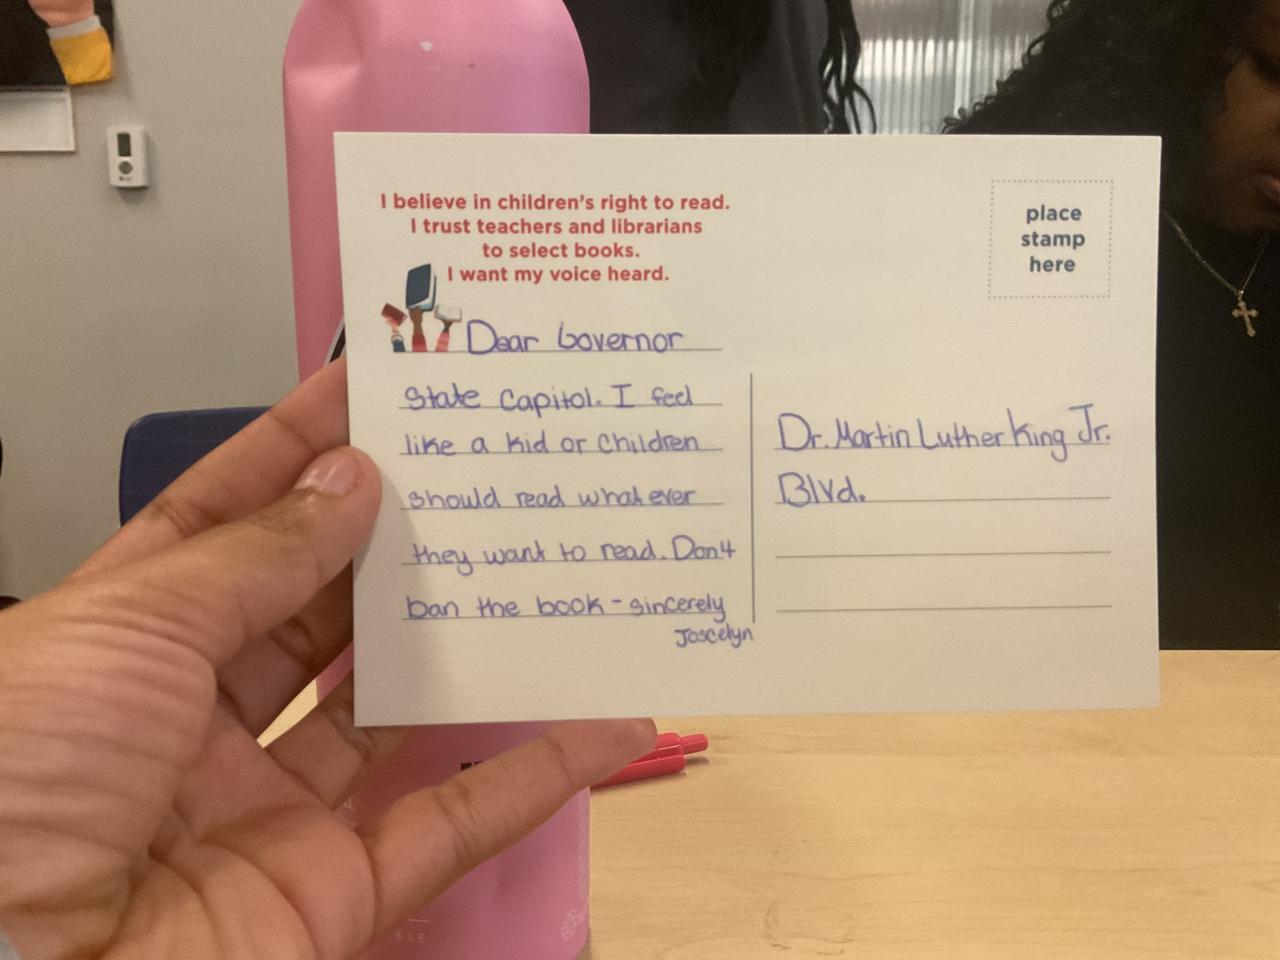 I believe in children's right to read.
I trust teachers and librarians
to select books.
I want my voice heard.
place
stamp
here
Dear Governor
State Capitol. I feel
like a kid or children
should read whatever
they want to read. Don4
ban the book - sincerely
Joscelyn
Dr. Martin Luther King Jr.
Blvd.
BLE